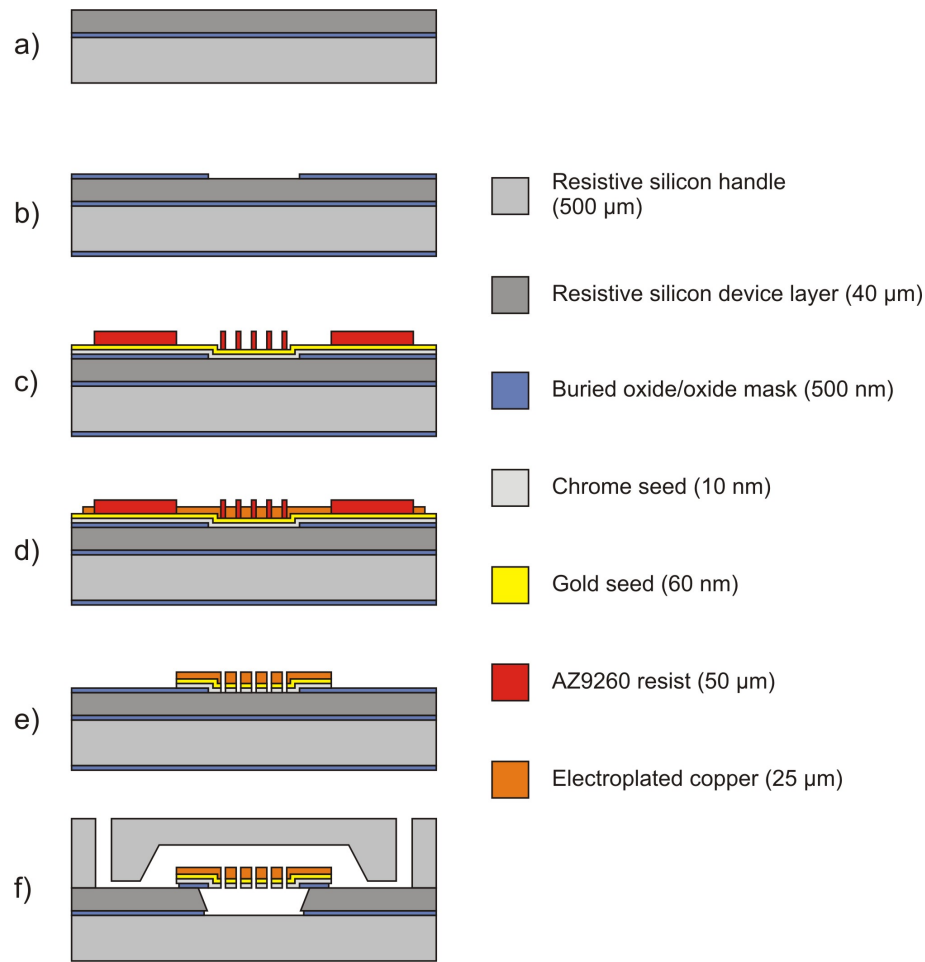 a)
b)
c)
d)
e)
f)
Resistive silicon handle
(500 µm)
Resistive silicon device layer (40 µm)
Buried oxide/oxide mask (500 nm)
Chrome seed (10 nm)
Gold seed (60 nm)
AZ9260 resist (50 µm)
Electroplated copper (25 µm)